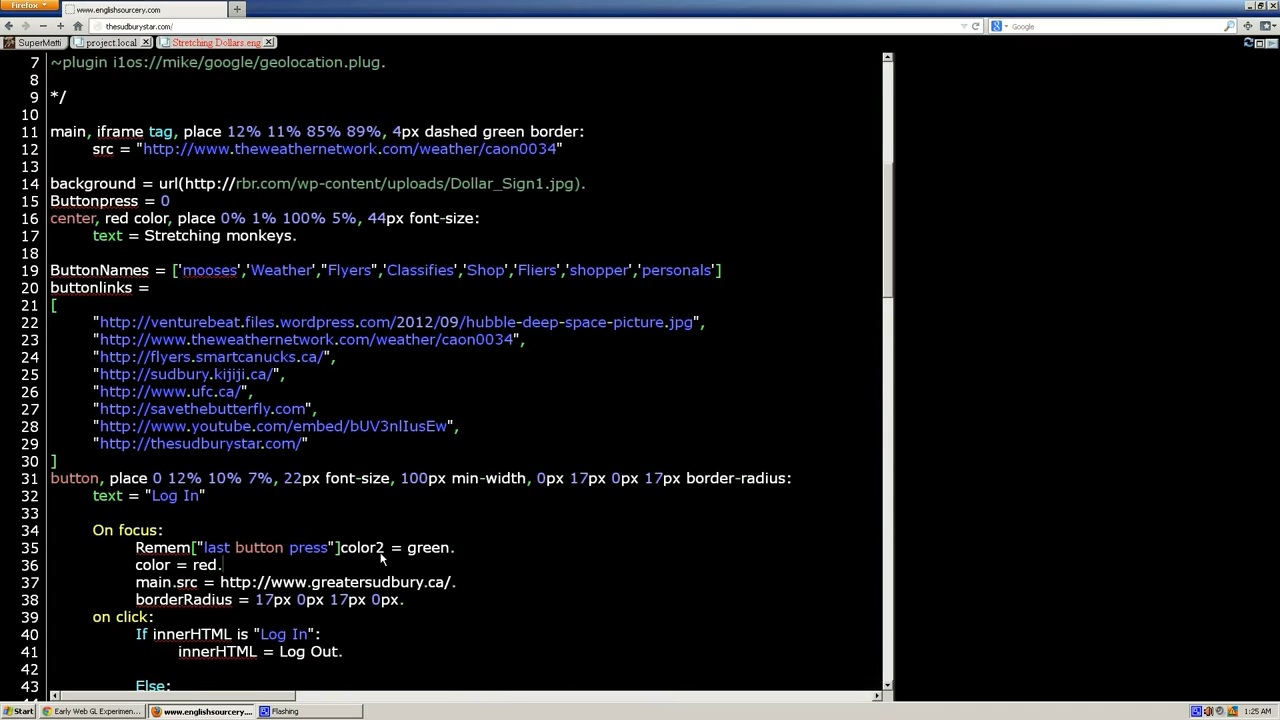 Firefox
www.englishsourcery.com
thesudburystar.com/
Google
SuperMatti
project.local
Stretching Dollars.eng
7 ~plugin i1os://mike/google/geolocation.plug.
8
9 */
10
11 main, iframe tag, place 12% 11% 85% 89%, 4px dashed green border:
12 src = "http://www.theweathernetwork.com/weather/caon0034"
13
14 background = url(http://rbr.com/wp-content/uploads/Dollar_Sign1.jpg).
15 Buttonpress = 0
16 center, red color, place 0% 1% 100% 5%, 44px font-size:
17 text = Stretching monkeys.
18
19 ButtonNames = ['mooses','Weather',"Flyers",'Classifies','Shop','Fliers','shopper','personals']
20 buttonlinks =
21 [
22 "http://venturebeat.files.wordpress.com/2012/09/hubble-deep-space-picture.jpg",
23 "http://www.theweathernetwork.com/weather/caon0034",
24 "http://flyers.smartcanucks.ca/",
25 "http://sudbury.kijiji.ca/",
26 "http://www.ufc.ca/",
27 "http://savethebutterfly.com",
28 "http://www.youtube.com/embed/bUV3nlIusEw",
29 "http://thesudburystar.com/"
30 ]
31 button, place 0 12% 10% 7%, 22px font-size, 100px min-width, 0px 17px 0px 17px border-radius:
32 text = "Log In"
33
34 On focus:
35 Remem["last button press"]color2 = green.
36 color = red.
37 main.src = http://www.greatersudbury.ca/.
38 borderRadius = 17px 0px 17px 0px.
39 on click:
40 If innerHTML is "Log In":
41 innerHTML = Log Out.
42
43 Else:
Start
Early Web GL Experimen...
www.englishsourcery....
Flashing
1:25 AM